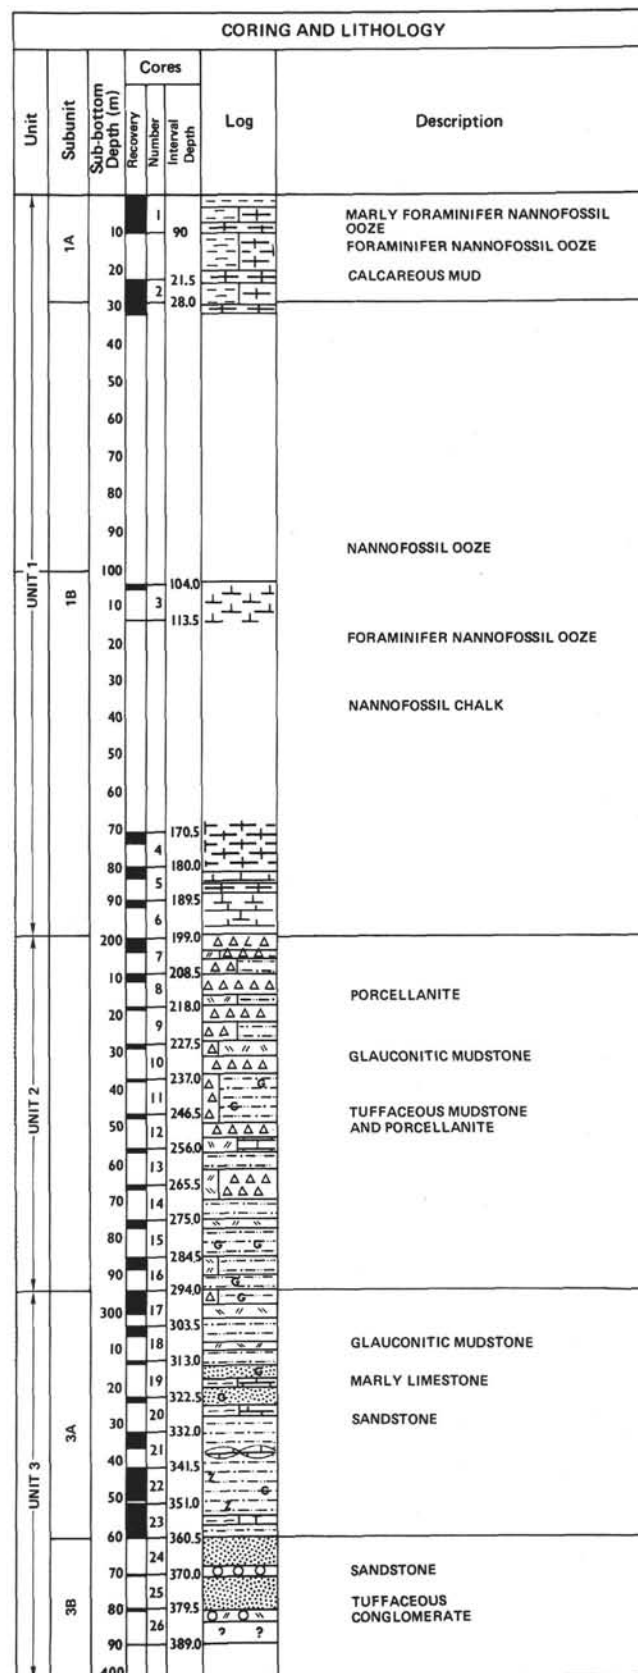 CORING AND LITHOLOGY
Unit
Subunit
Sub-bottom
Depth (m)
Cores
Recovery
Number
Interval
Depth
Log
Description
UNIT 1
1A
1B
UNIT 2
UNIT 3
3A
3B
10
20
30
40
50
60
70
80
90
100
10
20
30
40
50
60
70
80
90
200
10
20
30
40
50
60
70
80
90
300
10
20
30
40
50
60
70
80
90
400
1
90
21.5
2
28.0
104.0
3
113.5
170.5
4
180.0
5
189.5
6
199.0
7
208.5
8
218.0
9
227.5
10
237.0
11
246.5
12
256.0
13
265.5
14
275.0
15
284.5
16
294.0
17
303.5
18
313.0
19
322.5
20
332.0
21
341.5
22
351.0
23
360.5
24
370.0
25
379.5
26
389.0
G
G
G
G
G
G
G
G
G
Z
Z
? ?
MARLY FORAMINIFER NANNOFOSSIL
OOZE
FORAMINIFER NANNOFOSSIL OOZE
CALCAREOUS MUD
NANNOFOSSIL OOZE
FORAMINIFER NANNOFOSSIL OOZE
NANNOFOSSIL CHALK
PORCELLANITE
GLAUCONITIC MUDSTONE
TUFFACEOUS MUDSTONE
AND PORCELLANITE
GLAUCONITIC MUDSTONE
MARLY LIMESTONE
SANDSTONE
SANDSTONE
TUFFACEOUS
CONGLOMERATE